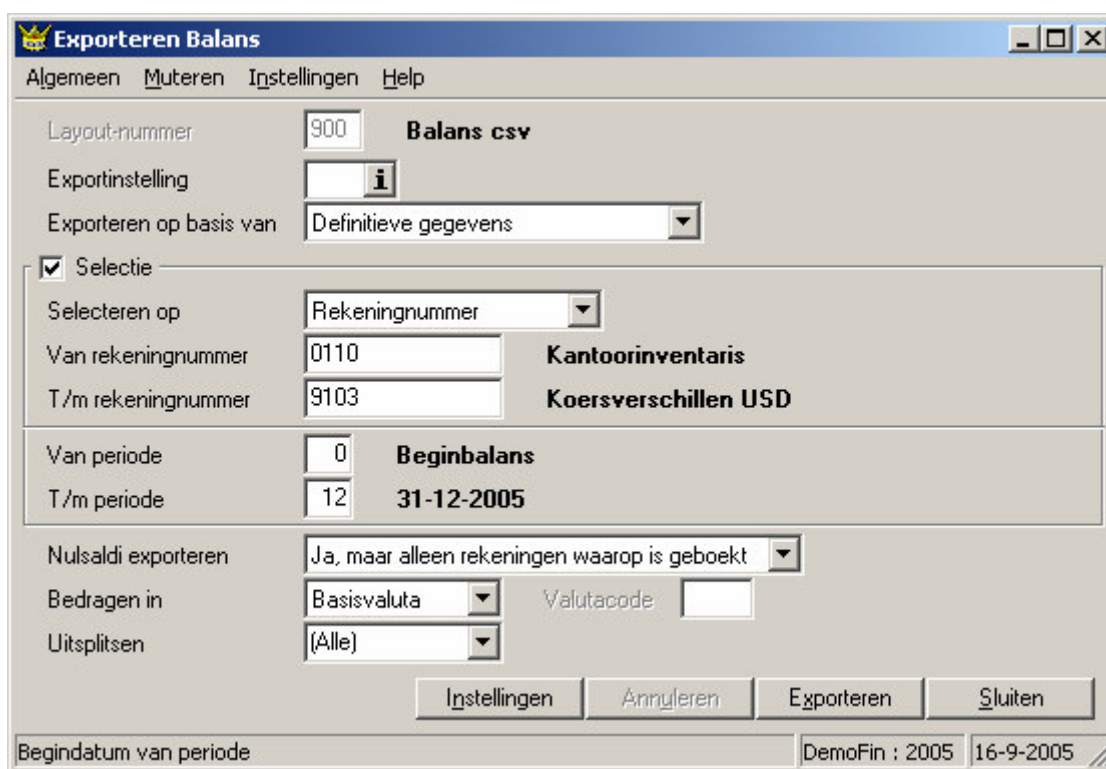 Exporteren Balans
Algemeen Muteren Instellingen Help
Layout-nummer 900 Balans csv
Exportinstelling i
Exporteren op basis van Definitieve gegevens
Selectie
Selecteren op Rekeningnummer
Van rekeningnummer 0110 Kantoorinventaris
T/m rekeningnummer 9103 Koersverschillen USD
Van periode 0 Beginbalans
T/m periode 12 31-12-2005
Nulsaldi exporteren Ja, maar alleen rekeningen waarop is geboekt
Bedragen in Basisvaluta Valutacode
Uitsplitsen (Alle)
Instellingen Annuleren Exporteren Sluiten
Begindatum van periode DemoFin : 2005 16-9-2005